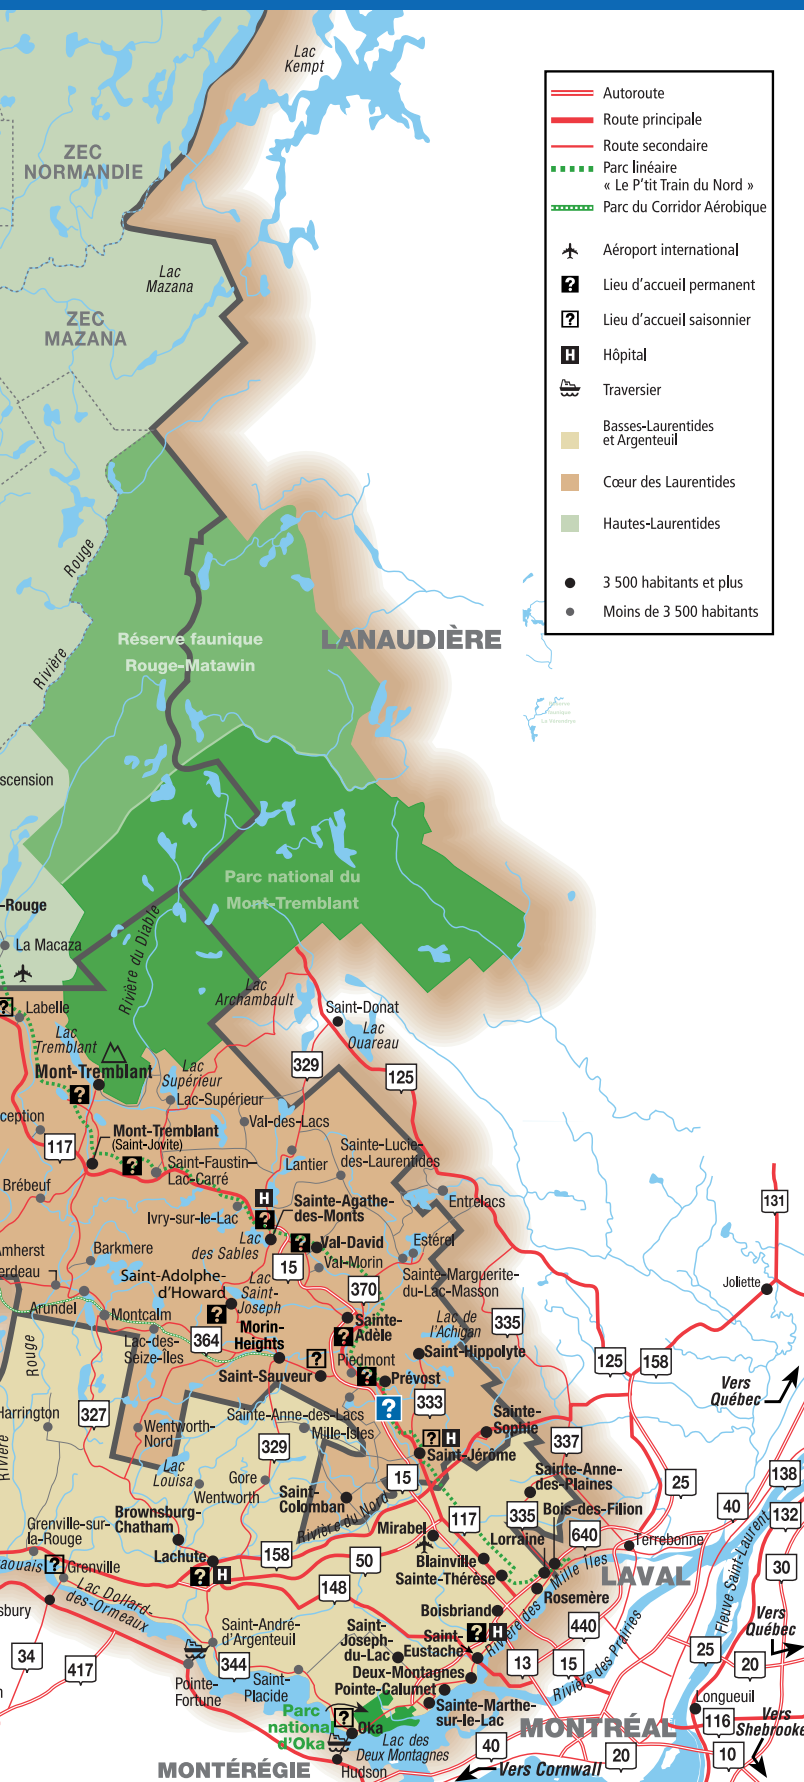 Lac
Kempt
ZEC
NORMANDIE
Lac
Mazana
ZEC
MAZANA
Autoroute
Route principale
Route secondaire
Parc linéaire
« Le P'tit Train du Nord »
Parc du Corridor Aérobique
Aéroport international
? Lieu d'accueil permanent
? Lieu d'accueil saisonnier
H Hôpital
Traversier
Basses-Laurentides
et Argenteuil
Cœur des Laurentides
Hautes-Laurentides
3 500 habitants et plus
Moins de 3 500 habitants
Rouge
Rivière
Réserve faunique
Rouge-Matawin
LANAUDIÈRE
Réserve
faunique
La Vérendrye
scension
Parc national du
Mont-Tremblant
-Rouge
La Macaza
Rivière du Diable
Lac
Archambault
? Labelle
Saint-Donat
Lac
Ouareau
Lac
Tremblant
Mont-Tremblant
?
Lac
Supérieur
Lac-Supérieur
329
125
ception
117
Mont-Tremblant
(Saint-Jovite)
Val-des-Lacs
Sainte-Lucie-
des-Laurentides
?
Saint-Faustin–
Lac-Carré
Lantier
Brébeuf
H
?
Sainte-Agathe-
des-Monts
Entrelacs
131
Ivry-sur-le-Lac
Lac
des Sables
?
Val-David
Estérel
Amherst
Barkmere
15
Val-Morin
erdeau
Saint-Adolphe-
d'Howard
Lac
Saint-
Joseph
370
Sainte-Marguerite-
du-Lac-Masson
Joliette
Arundel
Montcalm
?
Sainte-
Adèle
?
Lac de
l'Achigan
335
Rouge
Lac-des-
Seize-Îles
364
Morin-
Heights
?
Piedmont
Saint-Hippolyte
125
158
Saint-Sauveur
?
Prévost
Vers
Québec
327
Harrington
Rivière
Wentworth-
Nord
Sainte-Anne-des-Lacs
Mille-Isles
?
333
Sainte-
Sophie
329
? H
Saint-Jérôme
337
Lac
Louisa
Gore
Wentworth
15
Sainte-Anne-
des-Plaines
25
138
Saint-
Colomban
Rivière du Nord
335
Bois-des-Filion
40
132
Brownsburg-
Chatham
Grenville-sur-
la-Rouge
Mirabel
117
Lorraine
640
Terrebonne
Fleuve Saint-Laurent
Lachute
158
50
Blainville
Sainte-Thérèse
30
aouais
?
Grenville
? H
148
Rosemère
LAVAL
Rivière des Mille Îles
Lac Dollard-
des-Ormeaux
sbury
Boisbriand
? H
440
Vers
Québec
Saint-André-
d'Argenteuil
Saint-
Joseph-
du-Lac
Saint-
Eustache
Rivière des Prairies
34
417
344
Deux-Montagnes
13
15
25
20
Pointe-
Fortune
Saint-
Placide
Pointe-Calumet
Longueuil
Parc
national
d'Oka
?
Oka
Sainte-Marthe-
sur-le-Lac
MONTRÉAL
116
Vers
Shebrooke
Lac des
Deux Montagnes
40
20
10
MONTÉRÉGIE
Hudson
Vers Cornwall